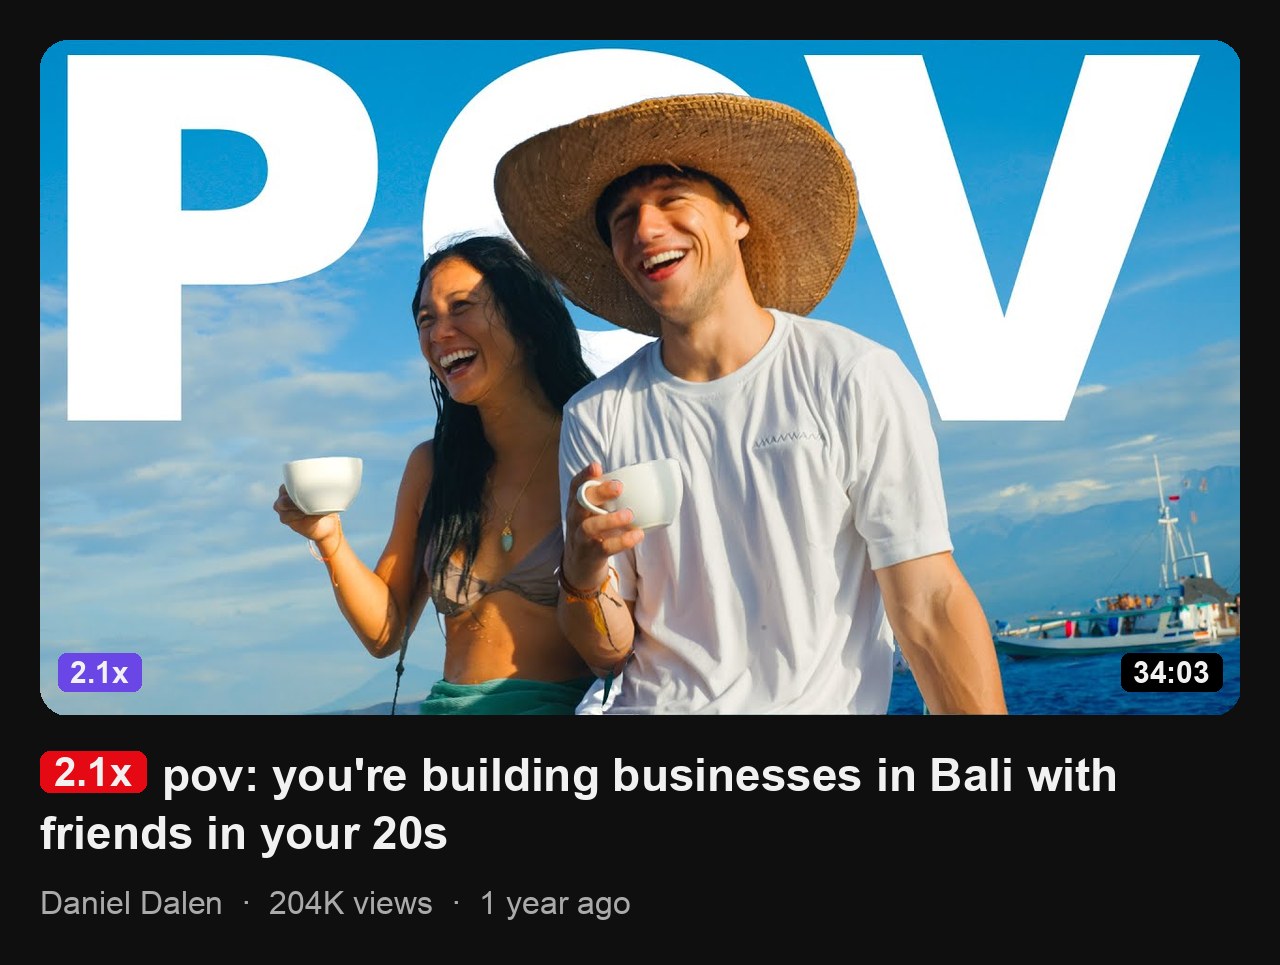 POV
2.1x
34:03
2.1x pov: you're building businesses in Bali with
friends in your 20s
Daniel Dalen · 204K views · 1 year ago